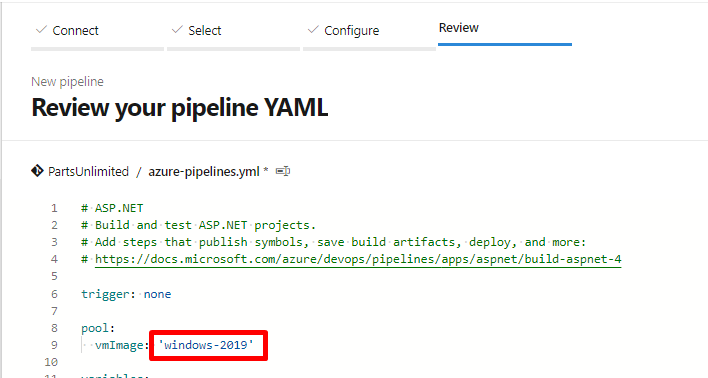 Connect
Select
Configure
Review
New pipeline
Review your pipeline YAML
PartsUnlimited / azure-pipelines.yml *
1 # ASP.NET
2 # Build and test ASP.NET projects.
3 # Add steps that publish symbols, save build artifacts, deploy, and more:
4 # https://docs.microsoft.com/azure/devops/pipelines/apps/aspnet/build-aspnet-4
5
6 trigger: none
7
8 pool:
9 vmImage: 'windows-2019'
10
11 variables: